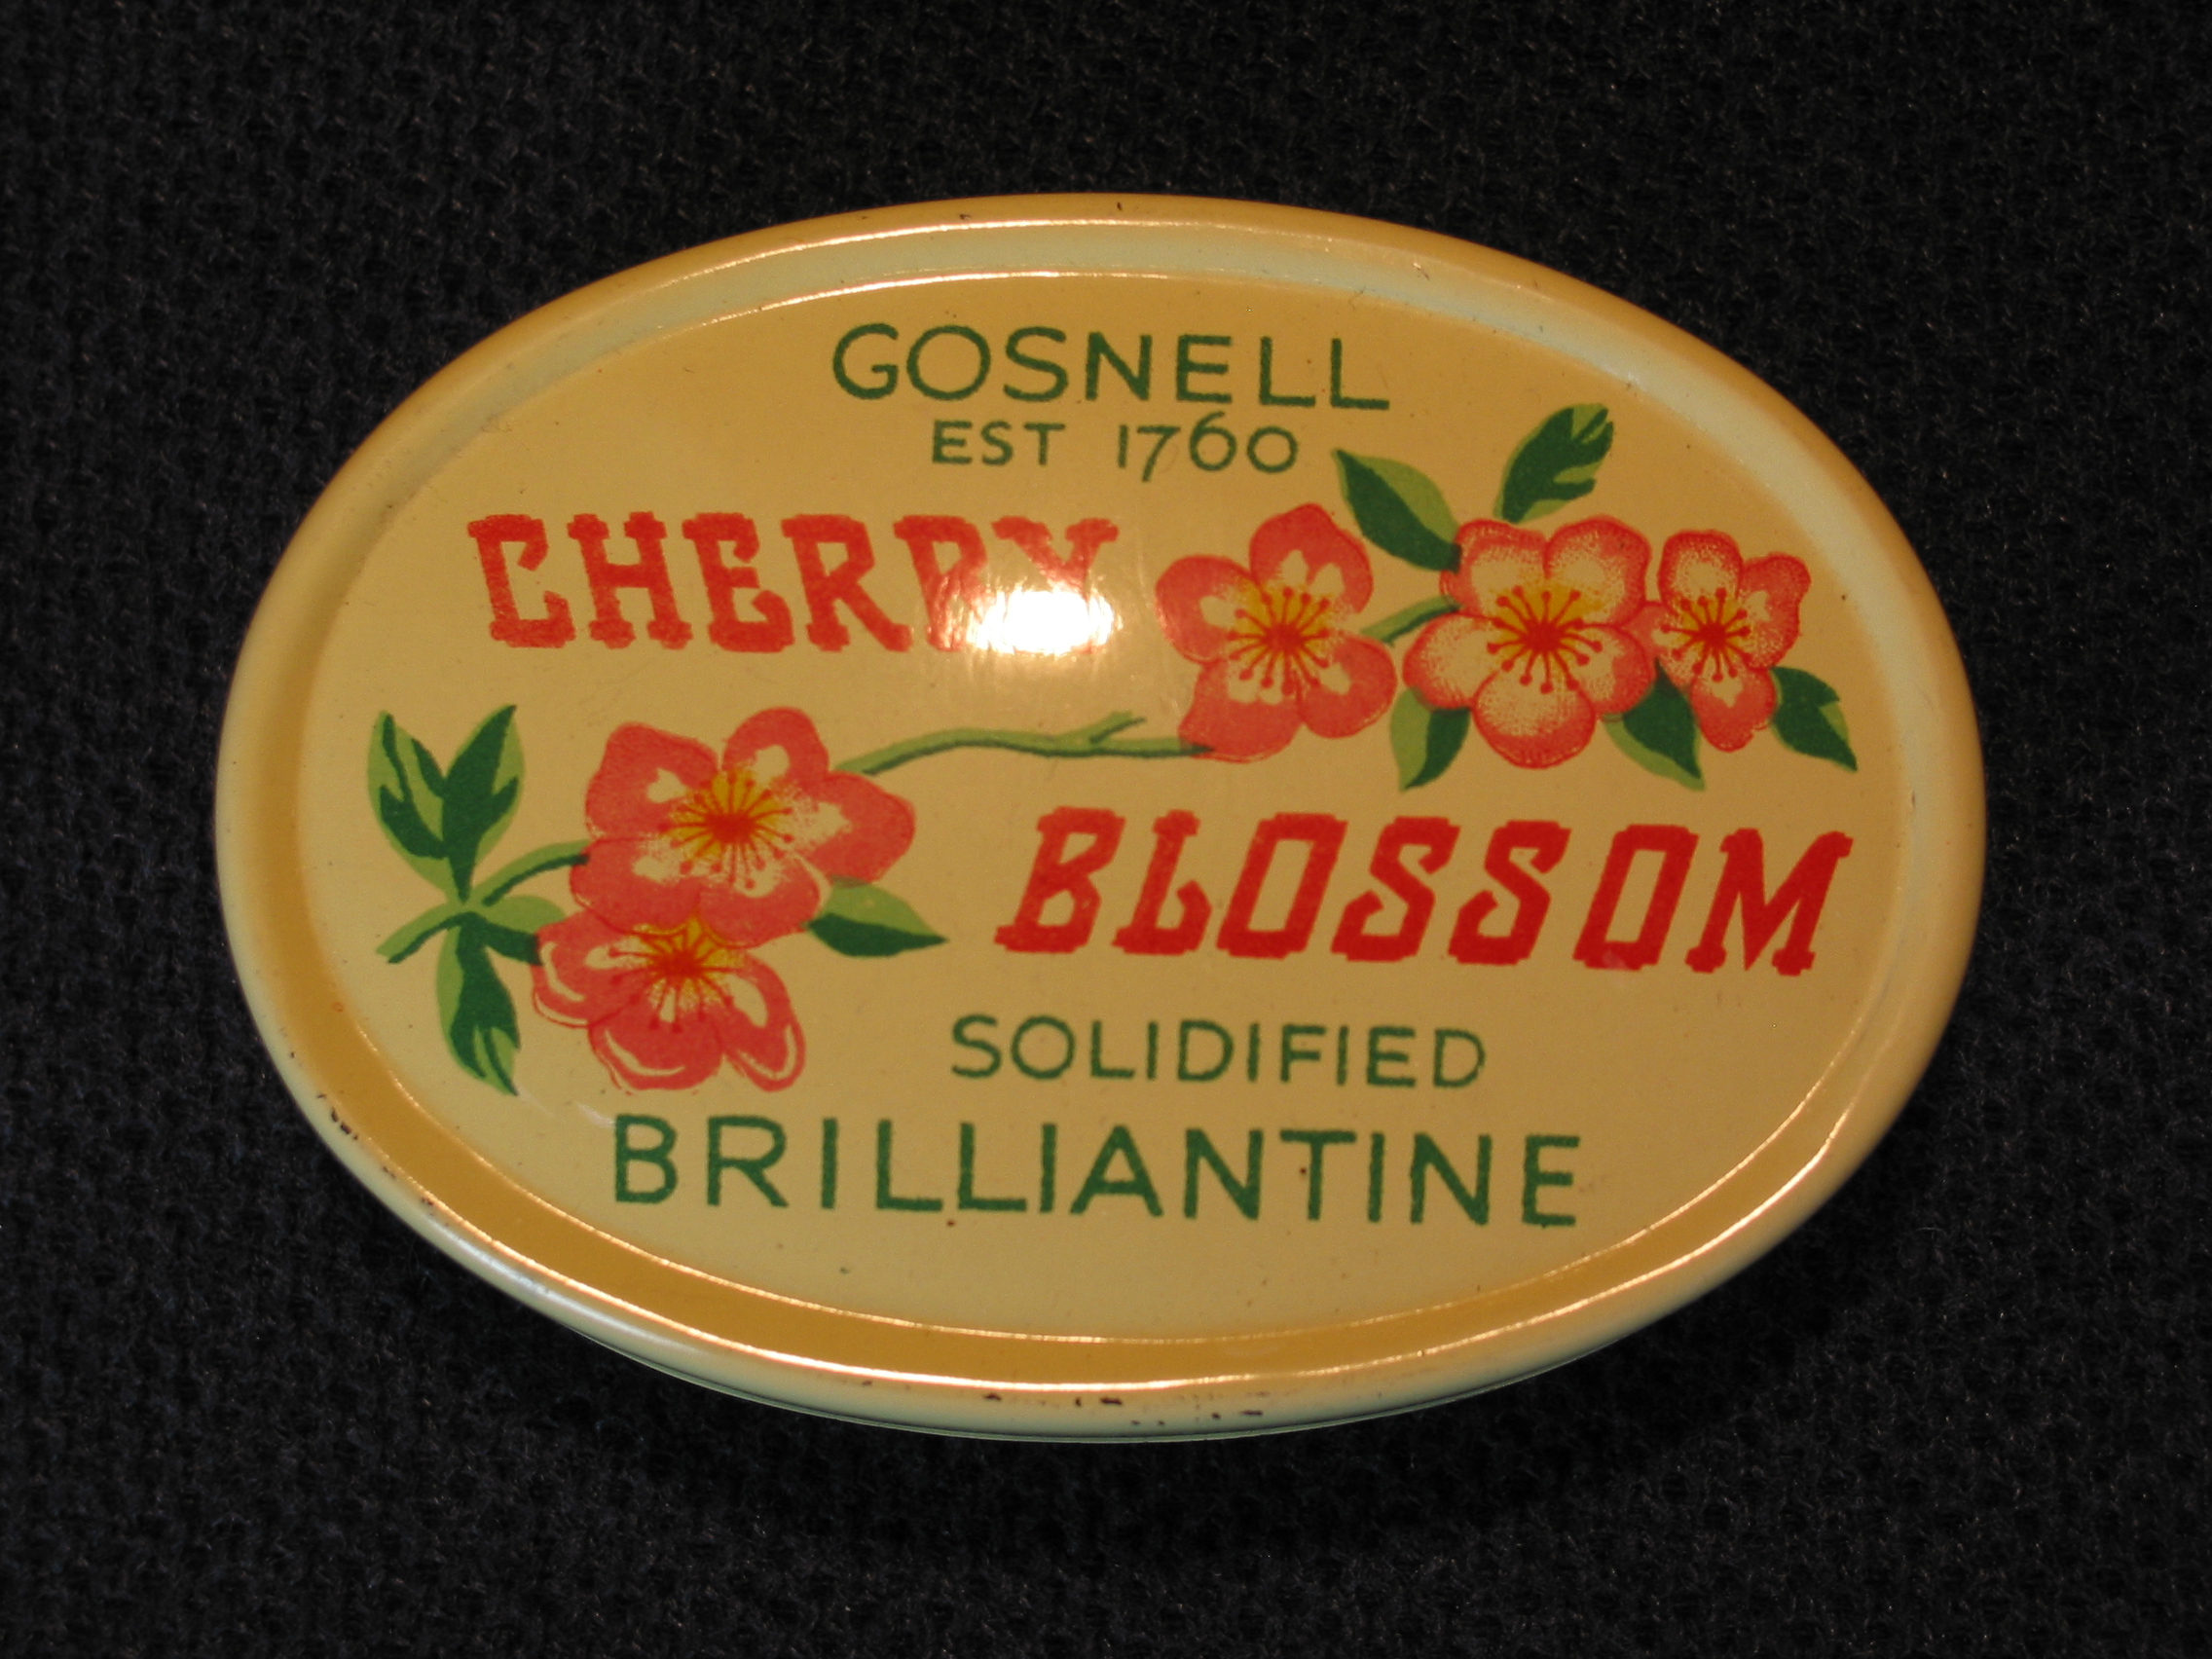 GOSNELL
EST 1760
CHERRY
BLOSSOM
SOLIDIFIED
BRILLIANTINE